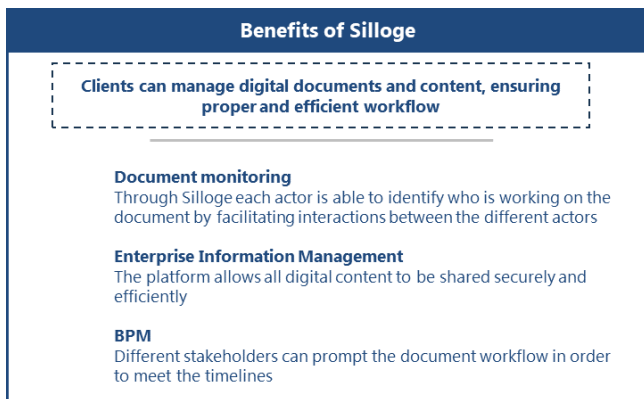 Benefits of Silloge
Clients can manage digital documents and content, ensuring
proper and efficient workflow
Document monitoring
Through Silloge each actor is able to identify who is working on the
document by facilitating interactions between the different actors
Enterprise Information Management
The platform allows all digital content to be shared securely and
efficiently
BPM
Different stakeholders can prompt the document workflow in order
to meet the timelines